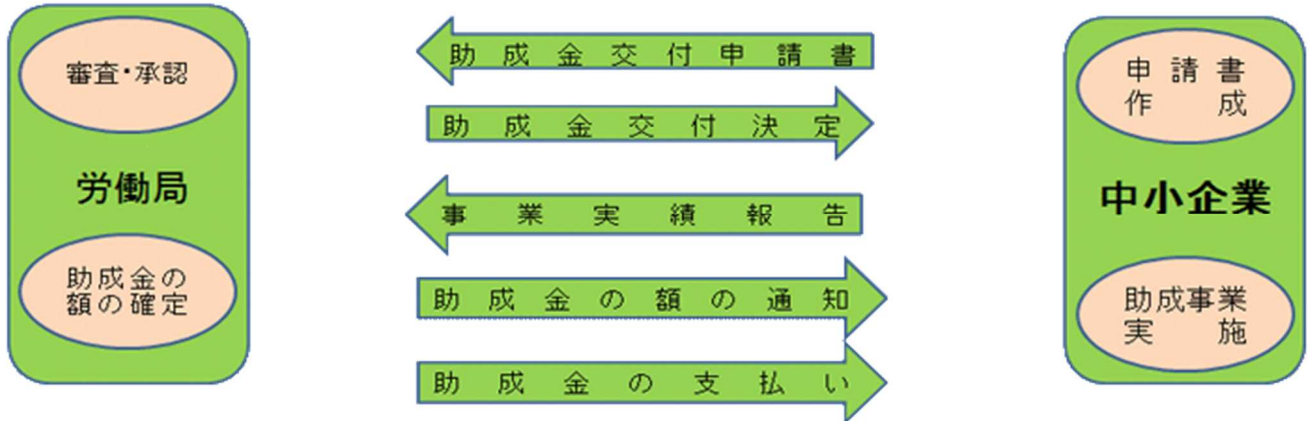 審査・承認
労働局
助成金の
額の確定
助成金交付申請書
助成金交付決定
事業実績報告
助成金の額の通知
助成金の支払い
申請書
作成
中小企業
助成事業
実施